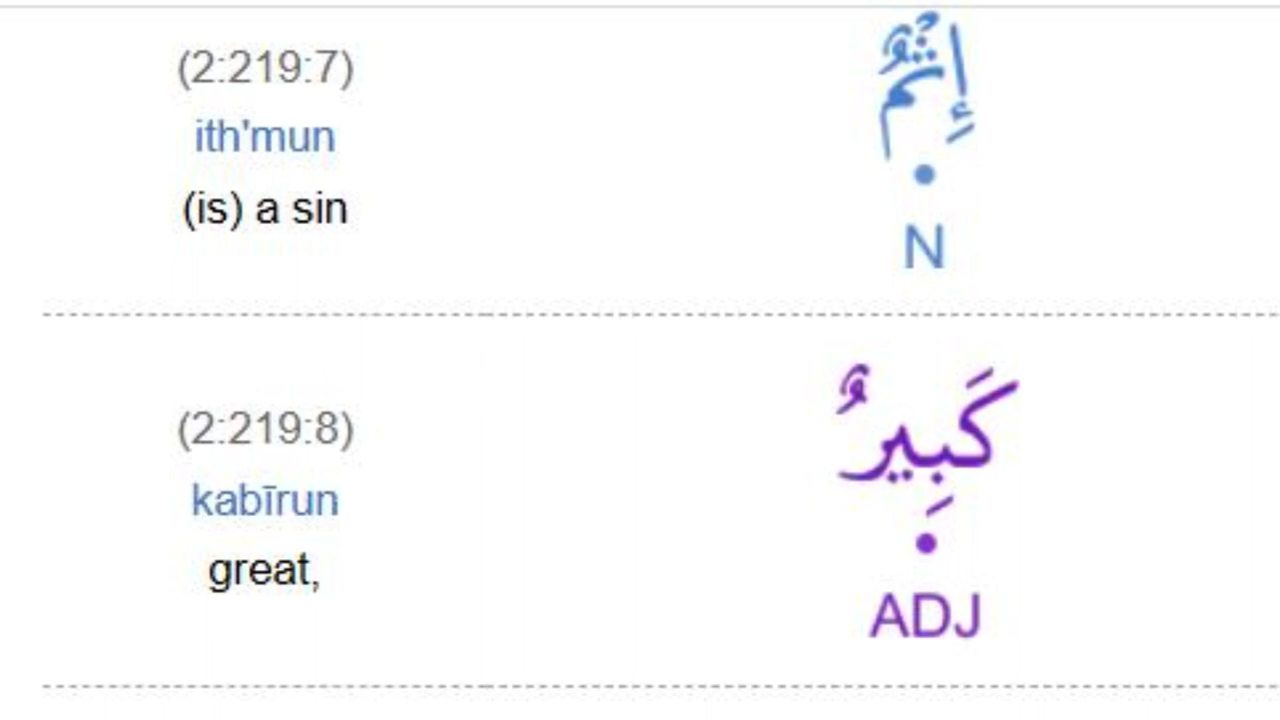 (2:219:7)
ith'mun
(is) a sin
إِثْمٌ
N
(2:219:8)
kabīrun
great,
كَبِيرٌ
ADJ